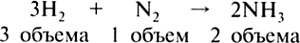 3H₂ + N₂ → 2NH₃
3 объема 1 объем 2 объема